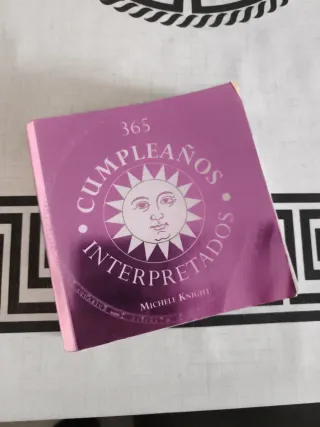 365
CUMPLEAÑOS
INTERPRETADOS
MICHELE KNIGHT